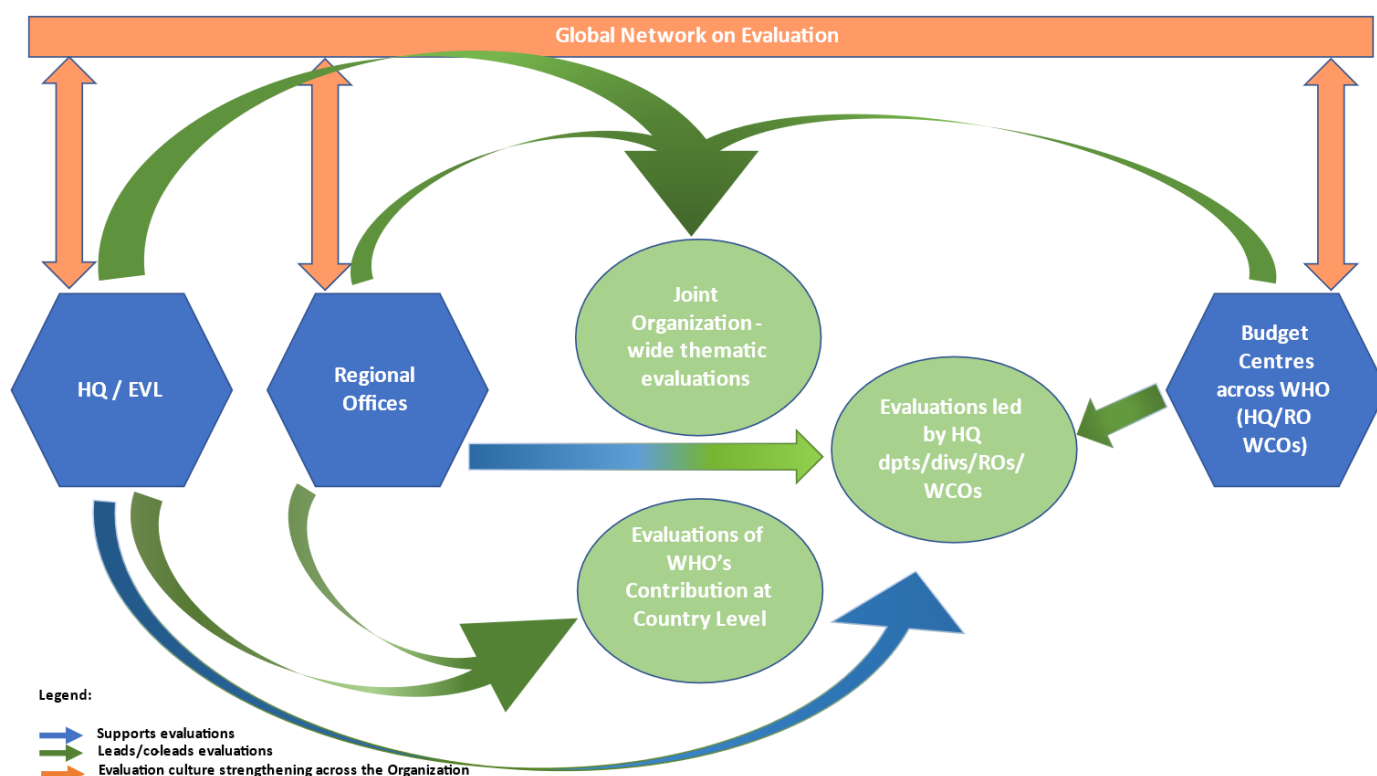 Global Network on Evaluation
HQ / EVL
Regional
Offices
Joint
Organization -
wide thematic
evaluations
Evaluations led
by HQ
dpts/divs/ROs/
WCOs
Budget
Centres
across WHO
(HQ/RO
WCOs)
Evaluations of
WHO’s
Contribution at
Country Level
Legend:
Supports evaluations
Leads/co-leads evaluations
Evaluation culture strengthening across the Organization